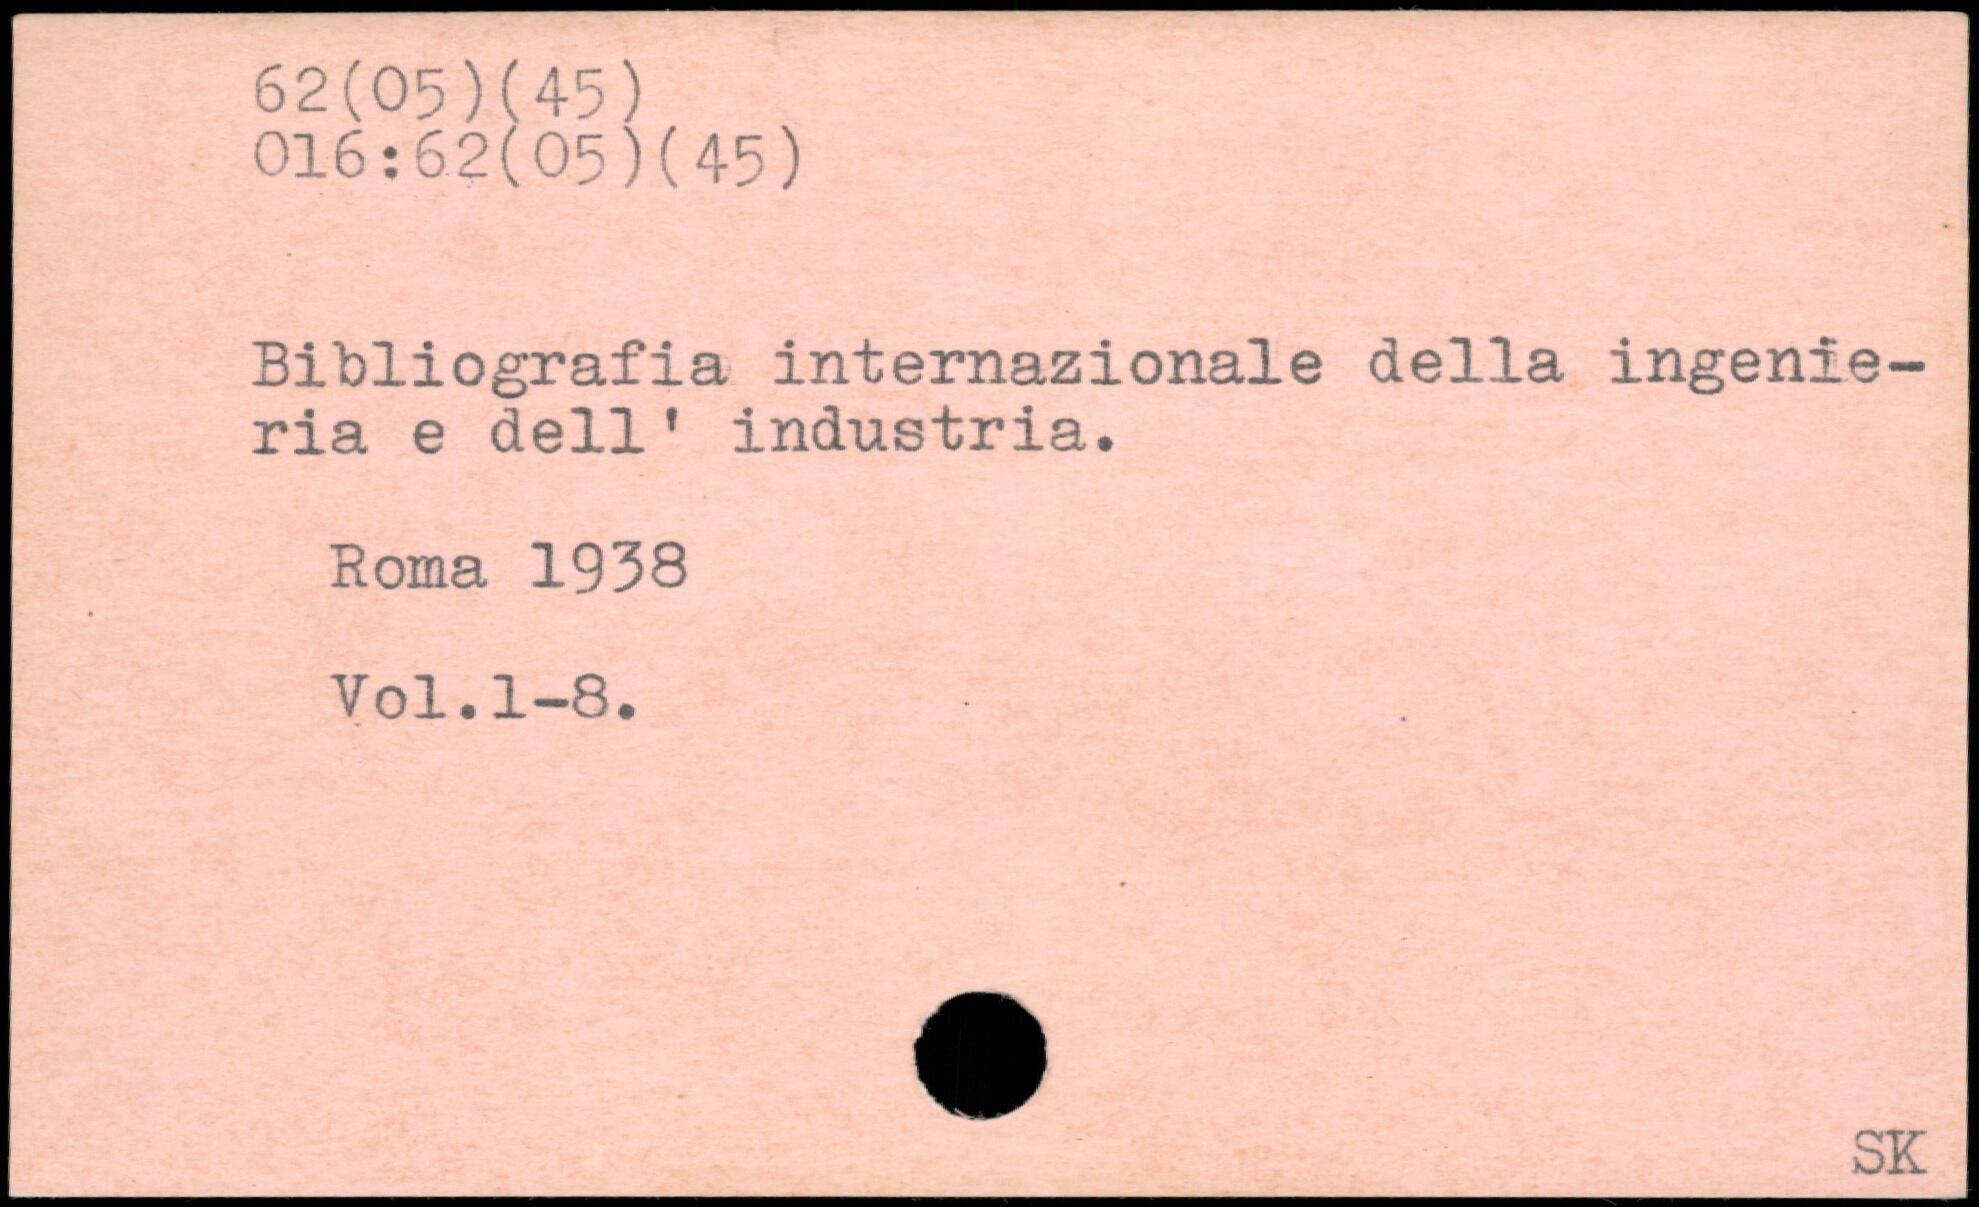 62(05)(45)
016:62(05)(45)
Bibliografia internazionale della ingenie-
ria e dell' industria.
Roma 1938
Vol.1-8.
SK